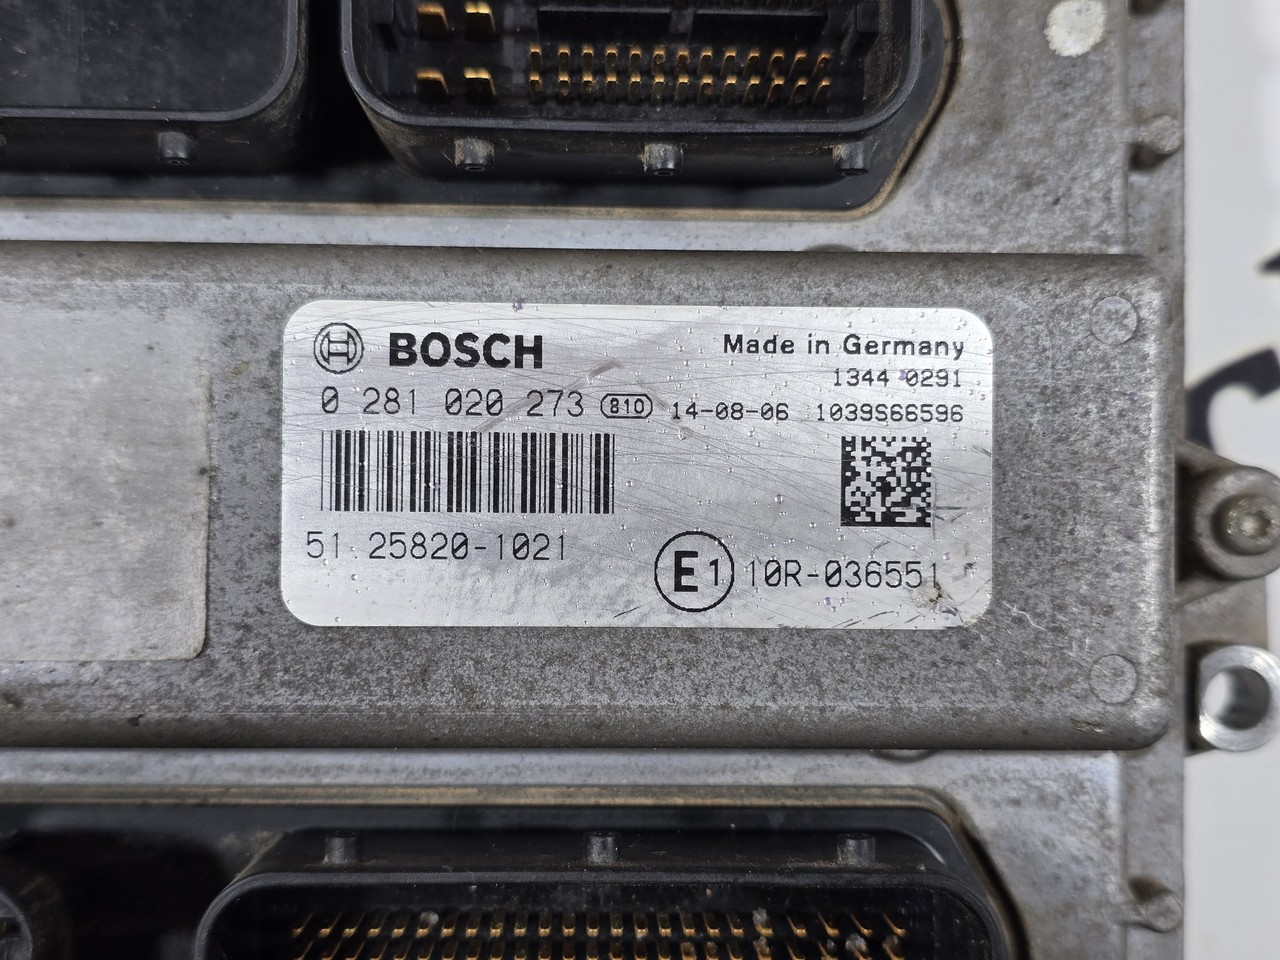 BOSCH
Made in Germany
1344 0291
0 281 020 273 810 14-08-06 1039S66596
51.25820-1021
E1 10R-036551